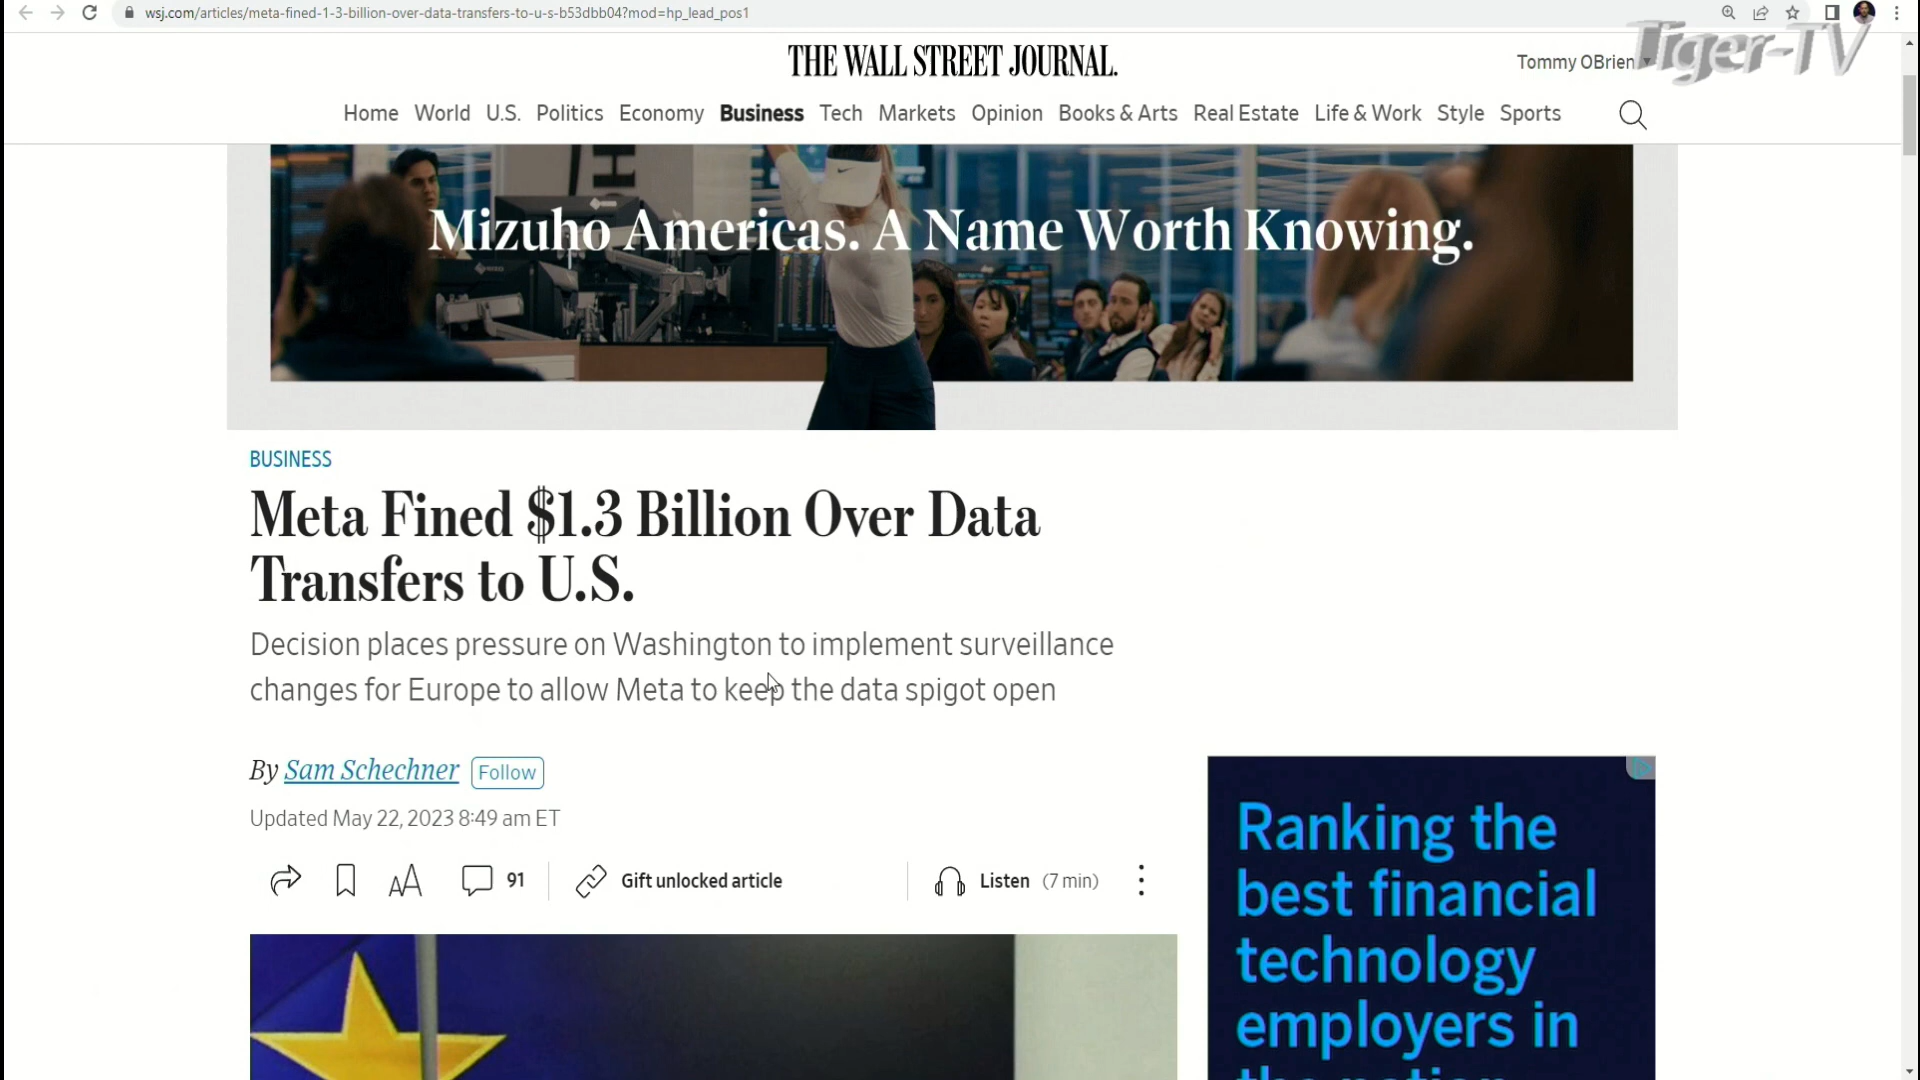 wsj.com/articles/meta-fined-1-3-billion-over-data-transfers-to-u-s-b53dbb04?mod=hp_lead_pos1
Tiger-TV
THE WALL STREET JOURNAL.
Tommy OBrien
Home World U.S. Politics Economy Business Tech Markets Opinion Books & Arts Real Estate Life & Work Style Sports
Mizuho Americas. A Name Worth Knowing.
BUSINESS
Meta Fined $1.3 Billion Over Data
Transfers to U.S.
Decision places pressure on Washington to implement surveillance
changes for Europe to allow Meta to keep the data spigot open
By Sam Schechner Follow
Updated May 22, 2023 8:49 am ET
91 Gift unlocked article Listen (7 min)
Ranking the
best financial
technology
employers in
the nation